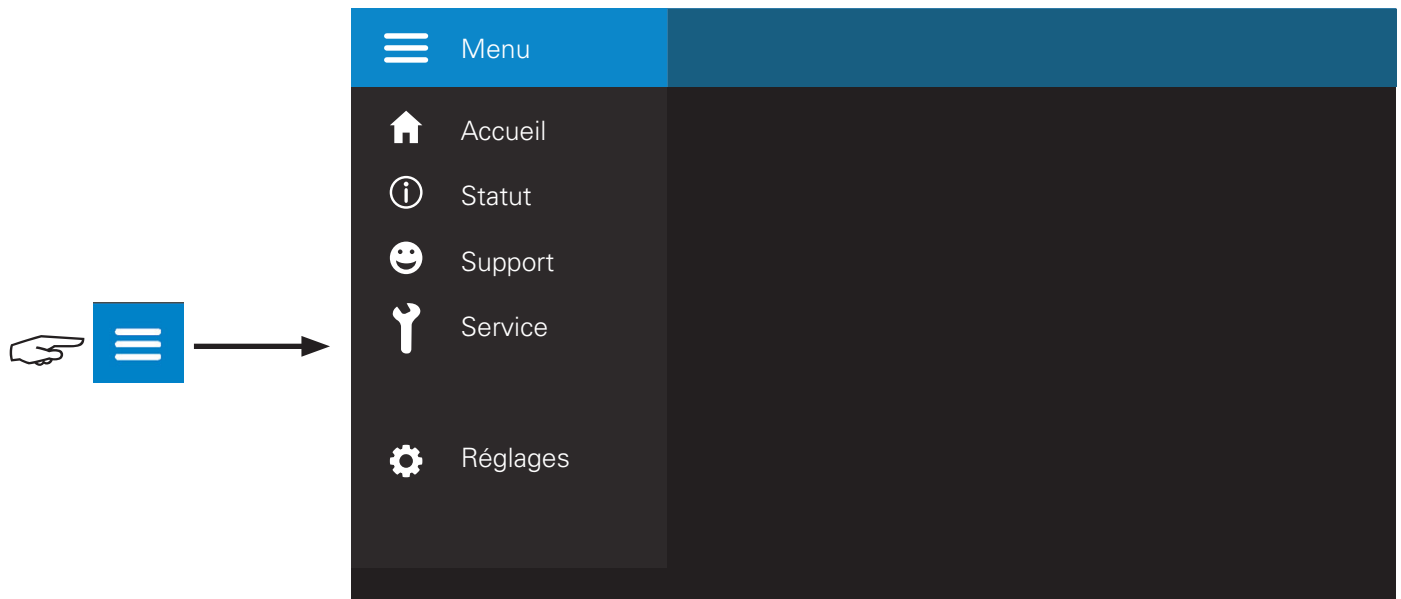 Menu
Accueil
Statut
Support
Service
Réglages